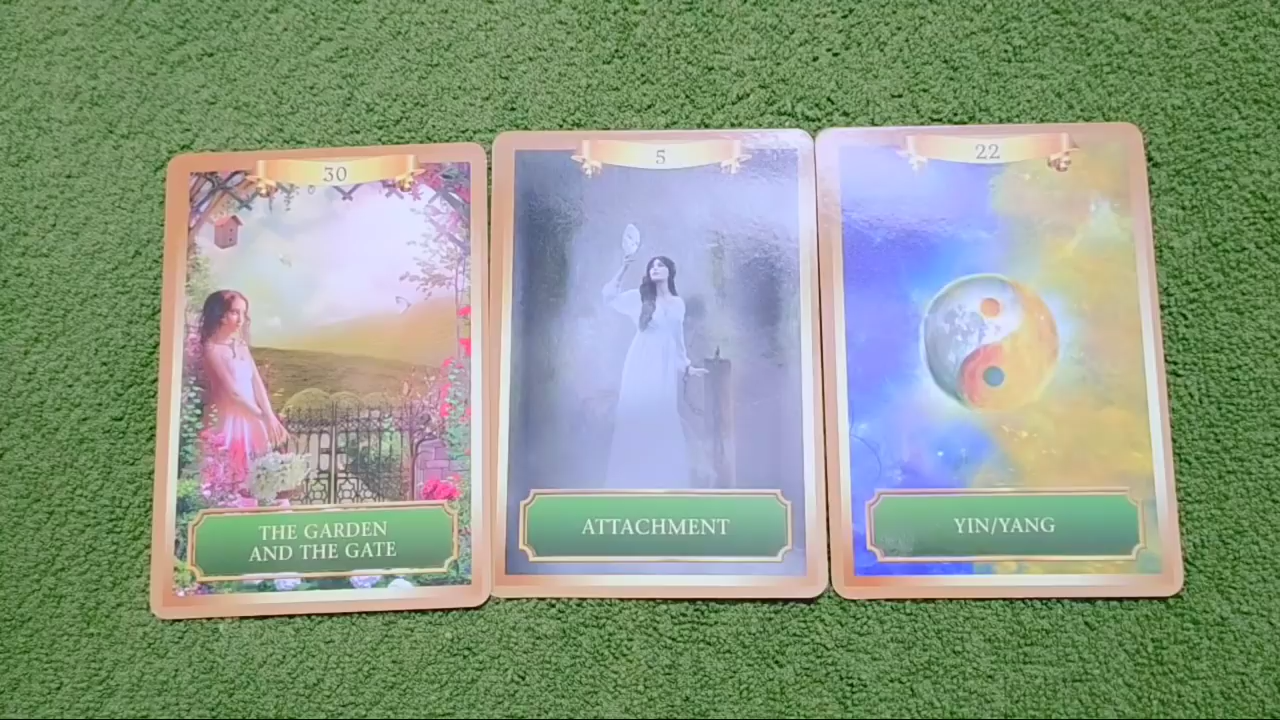 30
THE GARDEN
AND THE GATE
5
ATTACHMENT
22
YIN/YANG